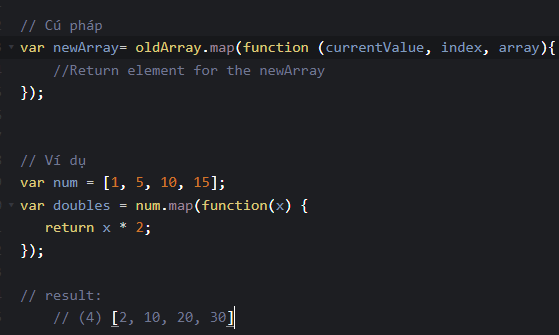 // Cú pháp
var newArray= oldArray.map(function (currentValue, index, array){
    //Return element for the newArray
});
// Ví dụ
var num = [1, 5, 10, 15];
var doubles = num.map(function(x) {
   return x * 2;
});
// result:
    // (4) [2, 10, 20, 30]